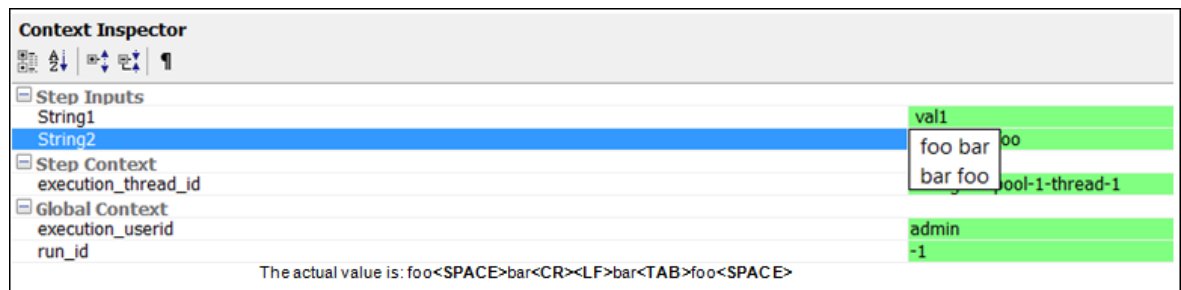 Context Inspector
Step Inputs
String1 val1
String2 oo
foo bar
bar foo
Step Context
execution_thread_id pool-1-thread-1
Global Context
execution_userid admin
run_id -1
The actual value is: foo<SPACE>bar<CR><LF>bar<TAB>foo<SPACE>